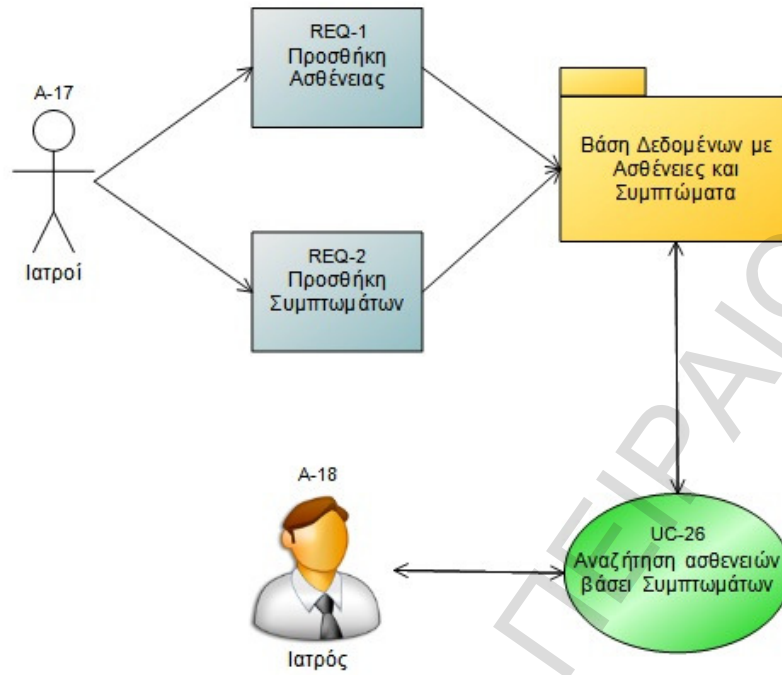 REQ-1
Προσθήκη
Ασθένειας
A-17
Ιατροί
Βάση Δεδομένων με
Ασθένειες και
Συμπτώματα
REQ-2
Προσθήκη
Συμπτωμάτων
A-18
Ιατρός
UC-26
Αναζήτηση ασθενειών
βάσει Συμπτωμάτων